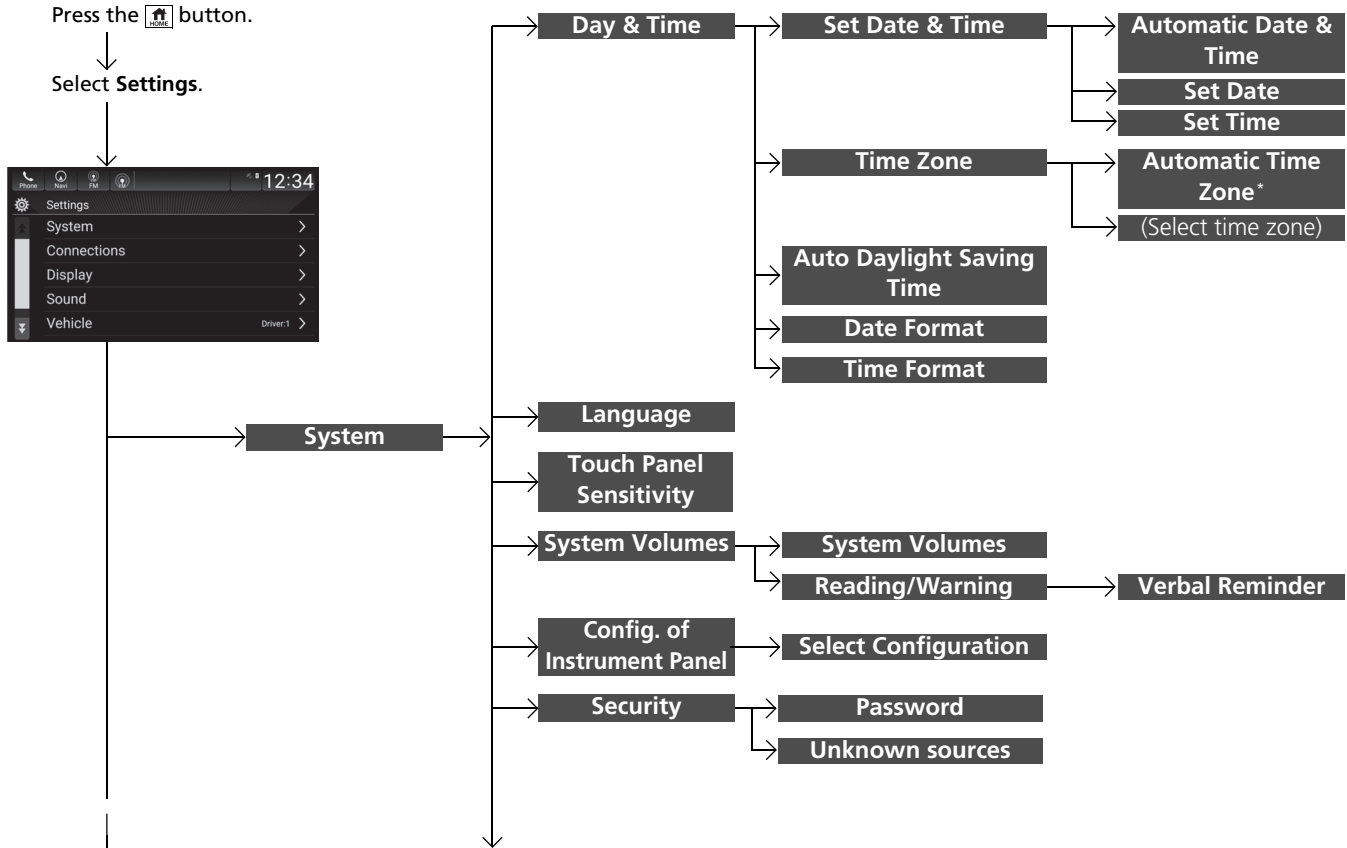 Press the HOME button.
Select Settings.
Phone Navi FM 12:34
Settings
System
Connections
Display
Sound
Vehicle Driver:1
System
Day & Time
Set Date & Time
Automatic Date &
Time
Set Date
Set Time
Time Zone
Automatic Time
Zone*
(Select time zone)
Auto Daylight Saving
Time
Date Format
Time Format
Language
Touch Panel
Sensitivity
System Volumes
System Volumes
Reading/Warning
Verbal Reminder
Config. of
Instrument Panel
Select Configuration
Security
Password
Unknown sources